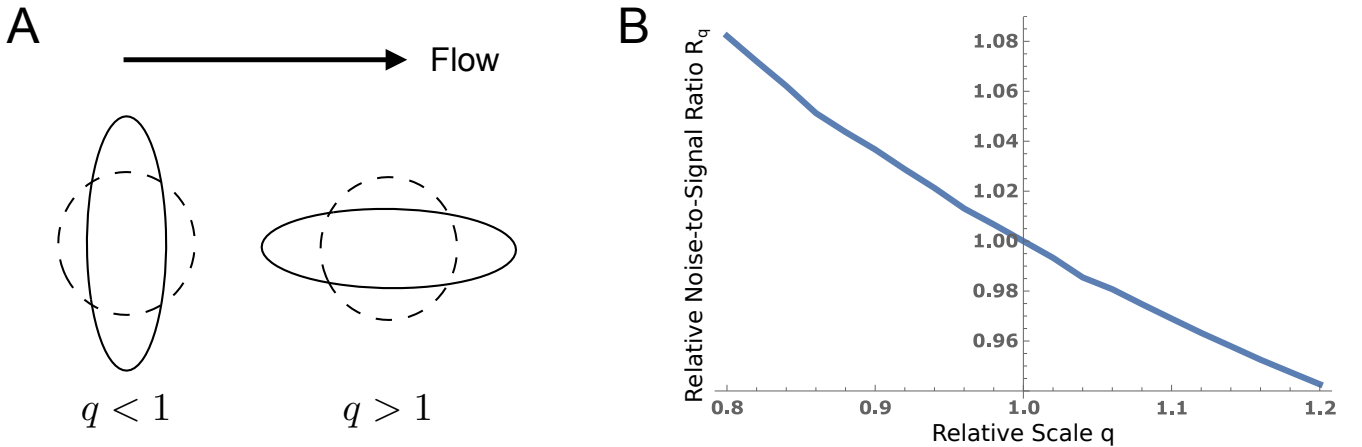 A
Flow
q < 1
q > 1
B
Relative Noise-to-Signal Ratio R_q
1.08
1.06
1.04
1.02
1.00
0.98
0.96
0.8
0.9
1.0
1.1
1.2
Relative Scale q